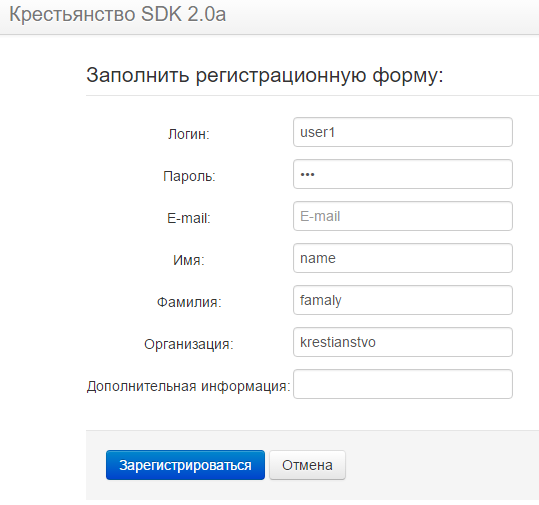 Крестьянство SDK 2.0a
Заполнить регистрационную форму:
Логин: user1
Пароль: •••
E-mail: E-mail
Имя: name
Фамилия: famaly
Организация: krestianstvo
Дополнительная информация:
Зарегистрироваться Отмена